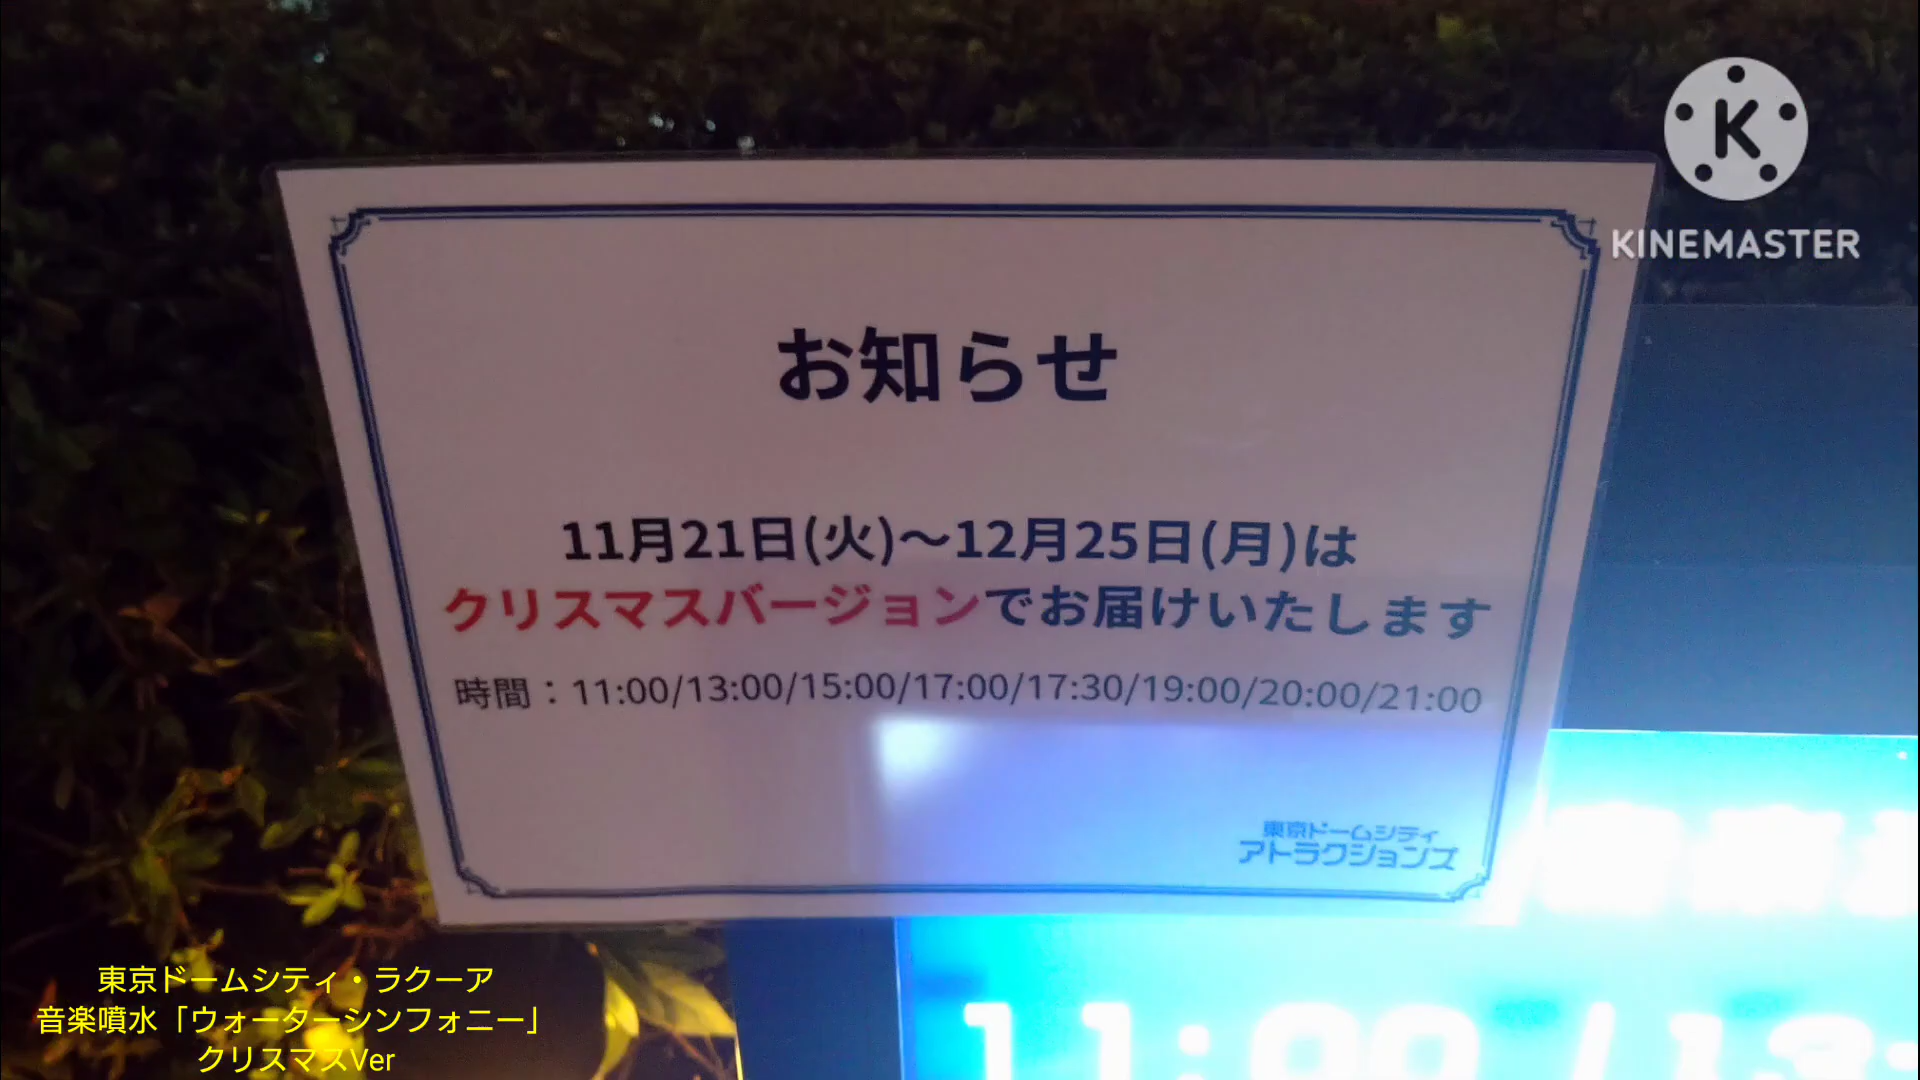 K
KINEMASTER
お知らせ
11月21日(火)～12月25日(月)は
クリスマスバージョンでお届けいたします
時間：11:00/13:00/15:00/17:00/17:30/19:00/20:00/21:00
東京ドームシティ
アトラクションズ
11:00/13:
東京ドームシティ・ラクーア
音楽噴水「ウォーターシンフォニー」
クリスマスVer